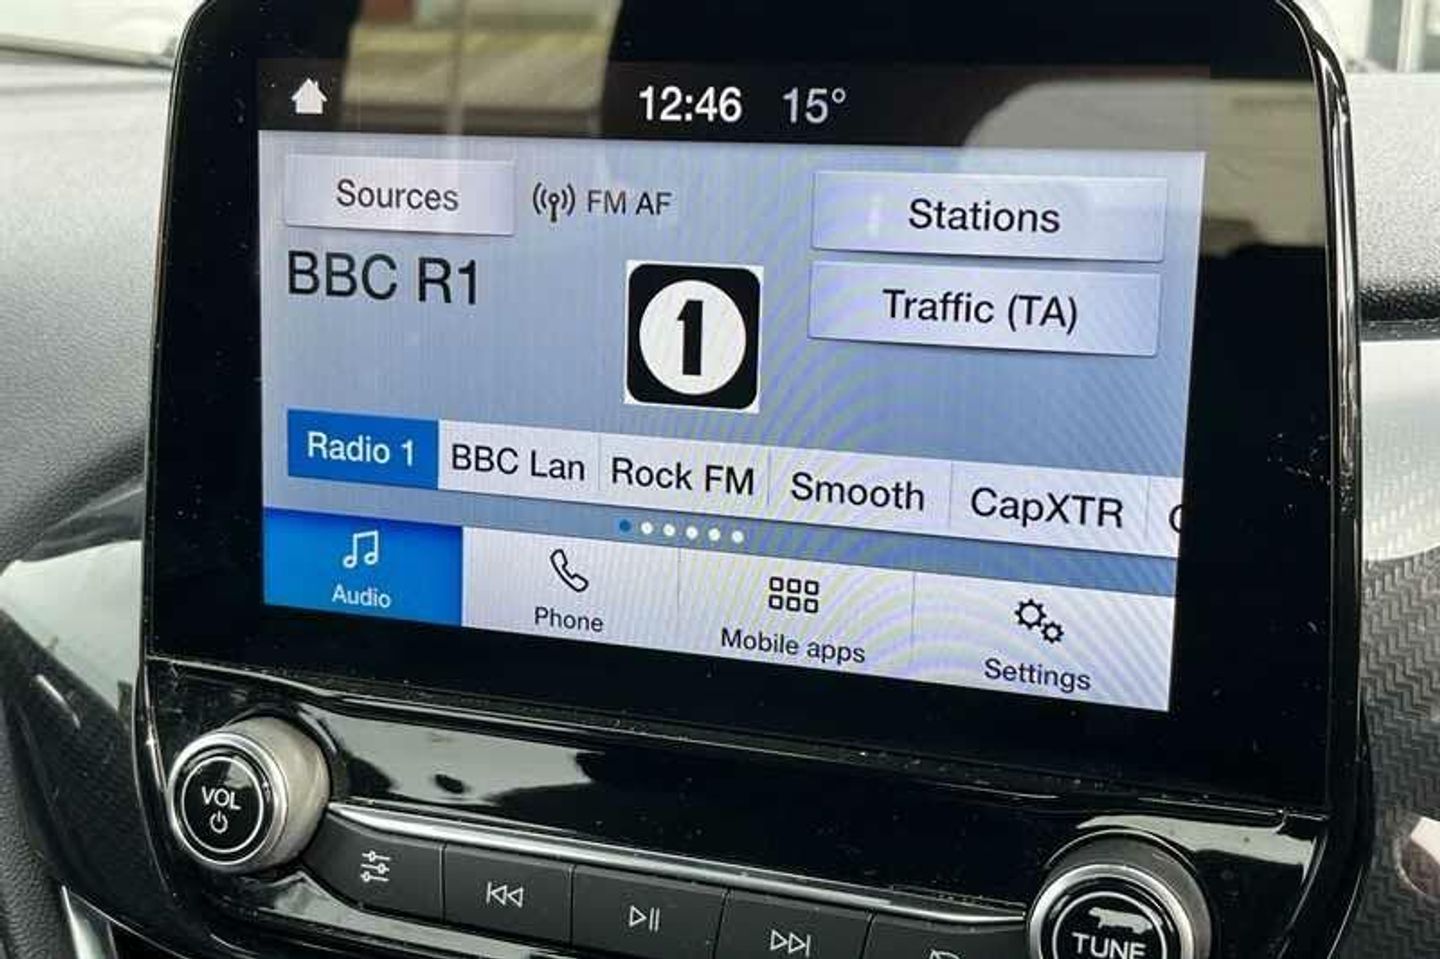 12:46 15°
Sources FM AF Stations
BBC R1
1
Traffic (TA)
Radio 1 BBC Lan Rock FM Smooth CapXTR
Audio Phone Mobile apps Settings
VOL
TUNE